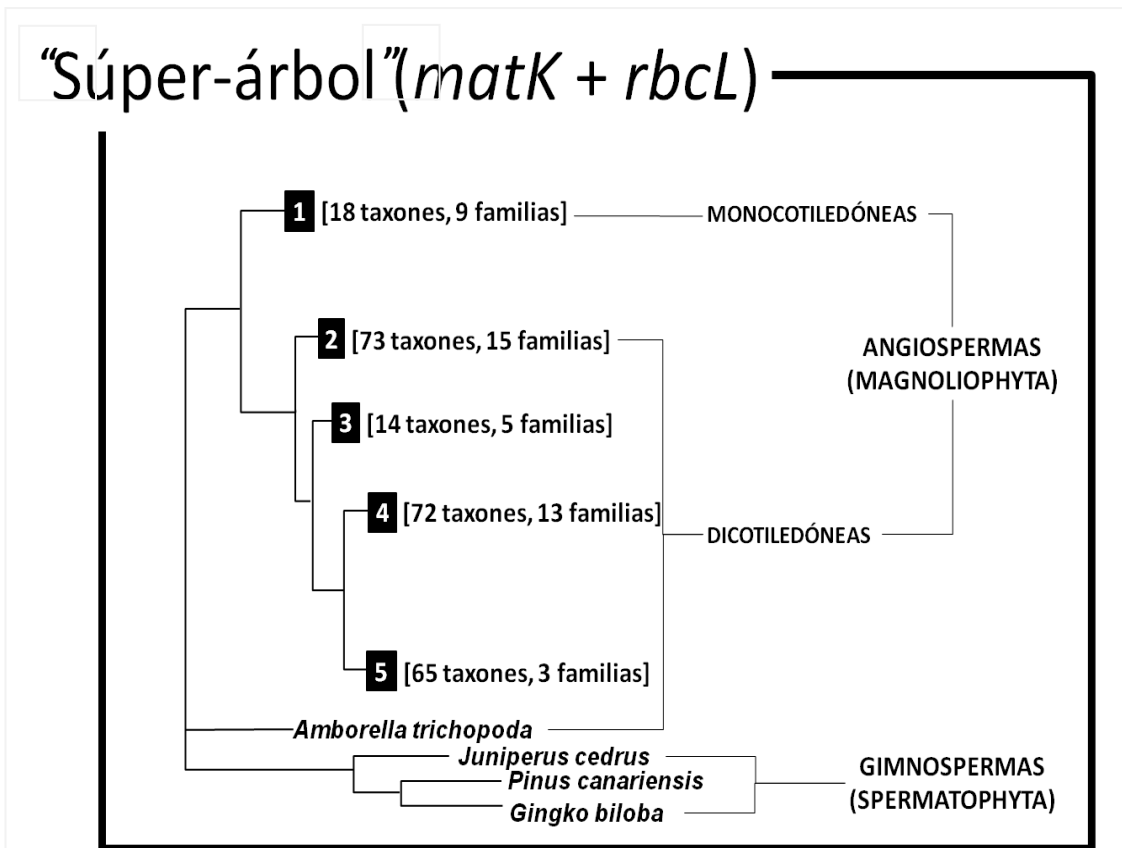 “Súper-árbol”(matK + rbcL)
1 [18 taxones, 9 familias]
MONOCOTILEDÓNEAS
2 [73 taxones, 15 familias]
ANGIOSPERMAS
(MAGNOLIOPHYTA)
3 [14 taxones, 5 familias]
4 [72 taxones, 13 familias]
DICOTILEDÓNEAS
5 [65 taxones, 3 familias]
Amborella trichopoda
Juniperus cedrus
Pinus canariensis
Gingko biloba
GIMNOSPERMAS
(SPERMATOPHYTA)